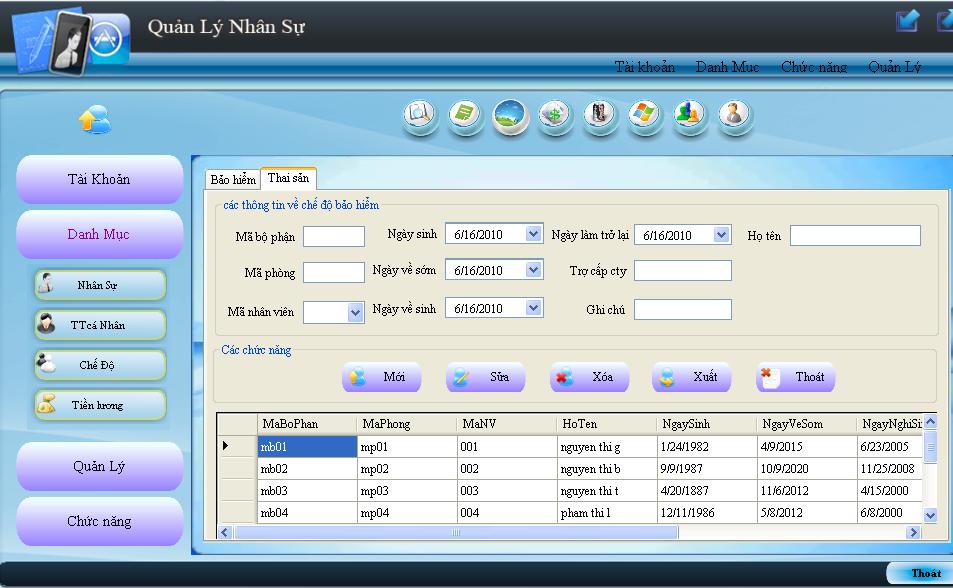 Quản Lý Nhân Sự
Tài khoản Danh Mục Chức năng Quản Lý
Tài Khoản
Danh Mục
Nhân Sự
TTcá Nhân
Chế Độ
Tiền lương
Quản Lý
Chức năng
Bảo hiểm Thai sản
các thông tin về chế độ bảo hiểm
Mã bộ phận Ngày sinh 6/16/2010 Ngày làm trở lại 6/16/2010 Họ tên
Mã phòng Ngày về sớm 6/16/2010 Trợ cấp cty
Mã nhân viên Ngày về sinh 6/16/2010 Ghi chú
Các chức năng
Mới Sửa Xóa Xuất Thoát
MaBoPhan MaPhong MaNV HoTen NgaySinh NgayVeSom NgayNghiSi
mb01 mp01 001 nguyen thi g 1/24/1982 4/9/2015 6/23/2005
mb02 mp02 002 nguyen thi b 9/9/1987 10/9/2020 11/25/2008
mb03 mp03 003 nguyen thi t 4/20/1887 11/6/2012 4/15/2000
mb04 mp04 004 pham thi l 12/11/1986 5/8/2012 6/8/2000
Thoát